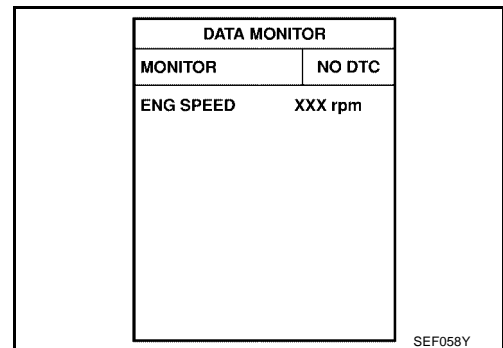 DATA MONITOR
MONITOR NO DTC
ENG SPEED XXX rpm
SEF058Y